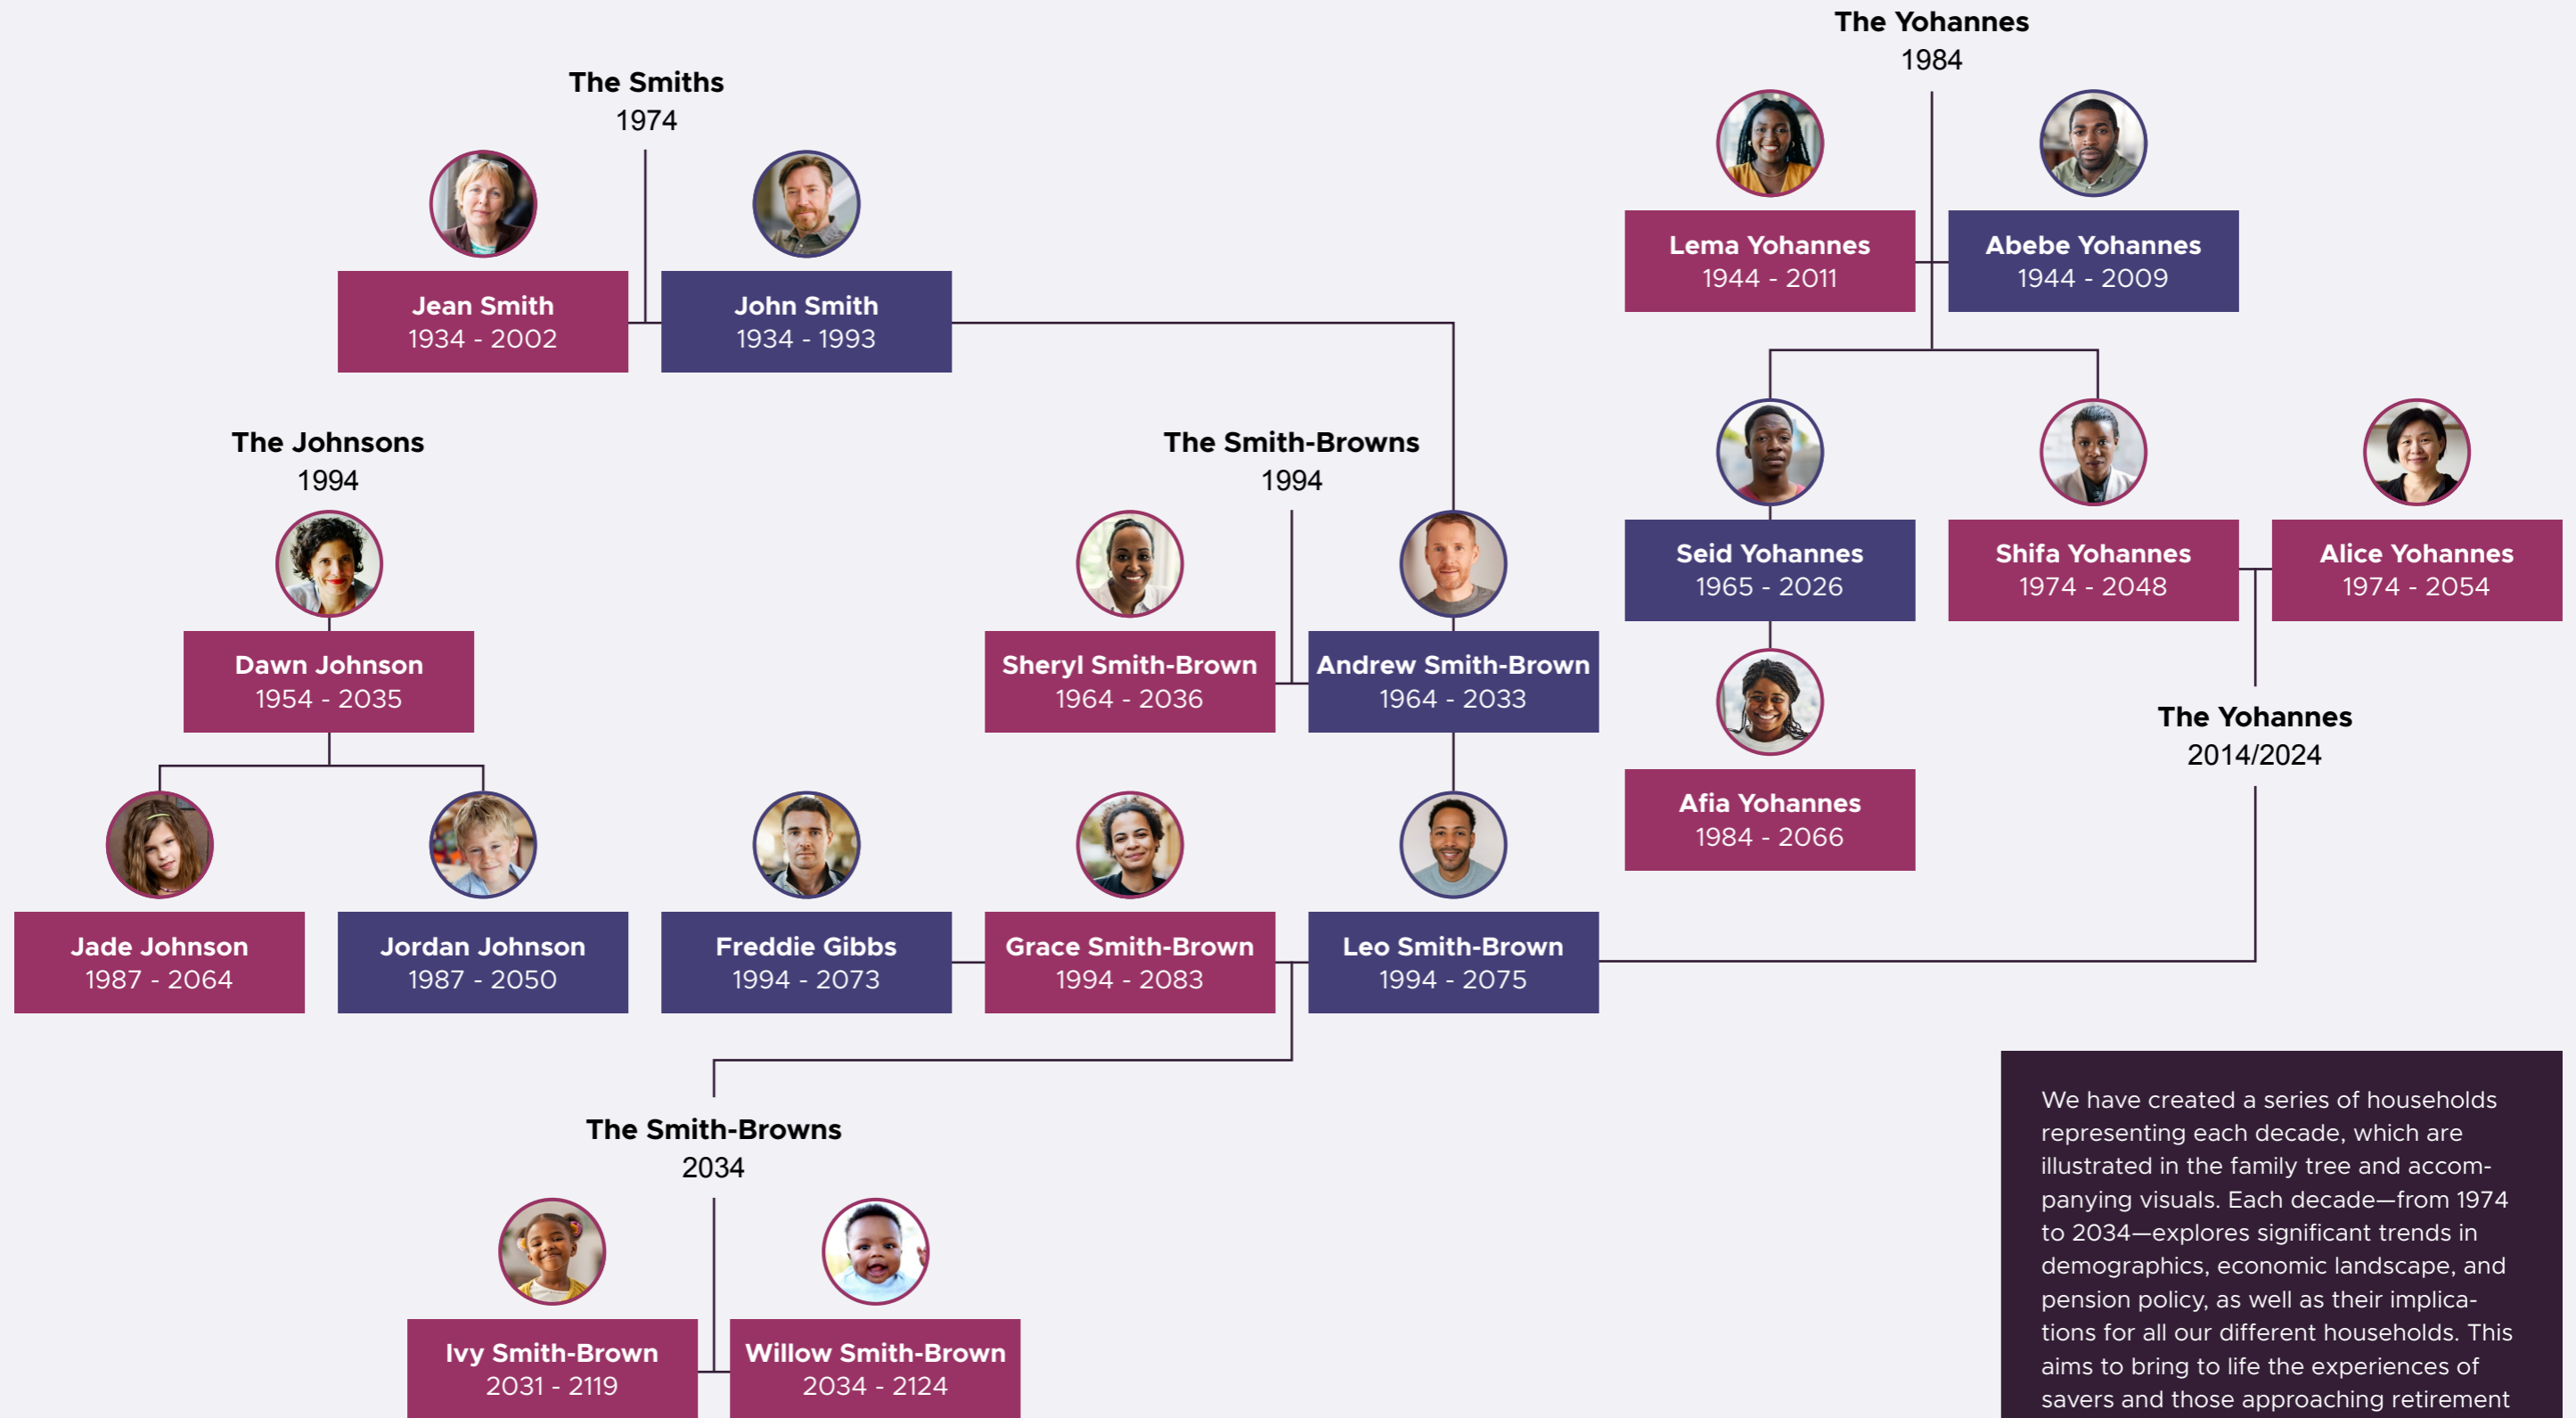 The Yohannes
1984
The Smiths
1974
Lema Yohannes
1944 - 2011
Abebe Yohannes
1944 - 2009
Jean Smith
1934 - 2002
John Smith
1934 - 1993
The Johnsons
1994
The Smith-Browns
1994
Seid Yohannes
1965 - 2026
Shifa Yohannes
1974 - 2048
Alice Yohannes
1974 - 2054
Dawn Johnson
1954 - 2035
Sheryl Smith-Brown
1964 - 2036
Andrew Smith-Brown
1964 - 2033
The Yohannes
2014/2024
Afia Yohannes
1984 - 2066
Jade Johnson
1987 - 2064
Jordan Johnson
1987 - 2050
Freddie Gibbs
1994 - 2073
Grace Smith-Brown
1994 - 2083
Leo Smith-Brown
1994 - 2075
The Smith-Browns
2034
Ivy Smith-Brown
2031 - 2119
Willow Smith-Brown
2034 - 2124
We have created a series of households
representing each decade, which are
illustrated in the family tree and accom-
panying visuals. Each decade—from 1974
to 2034—explores significant trends in
demographics, economic landscape, and
pension policy, as well as their implica-
tions for all our different households. This
aims to bring to life the experiences of
savers and those approaching retirement